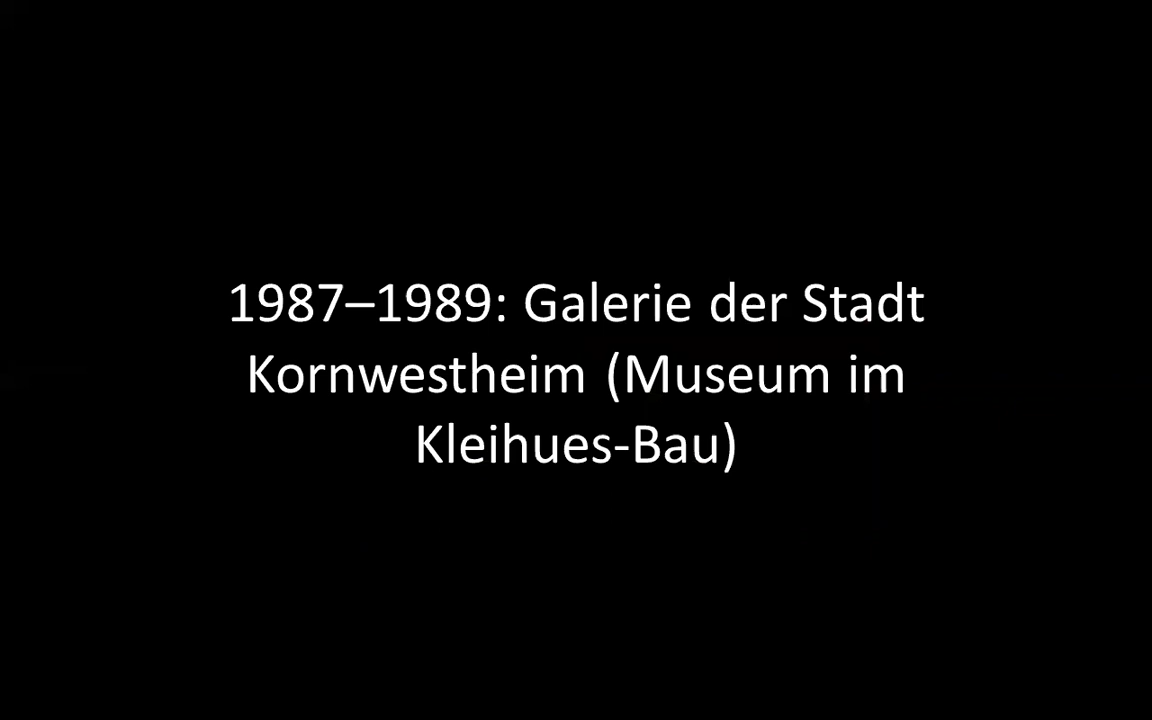 1987–1989: Galerie der Stadt
Kornwestheim (Museum im
Kleihues-Bau)